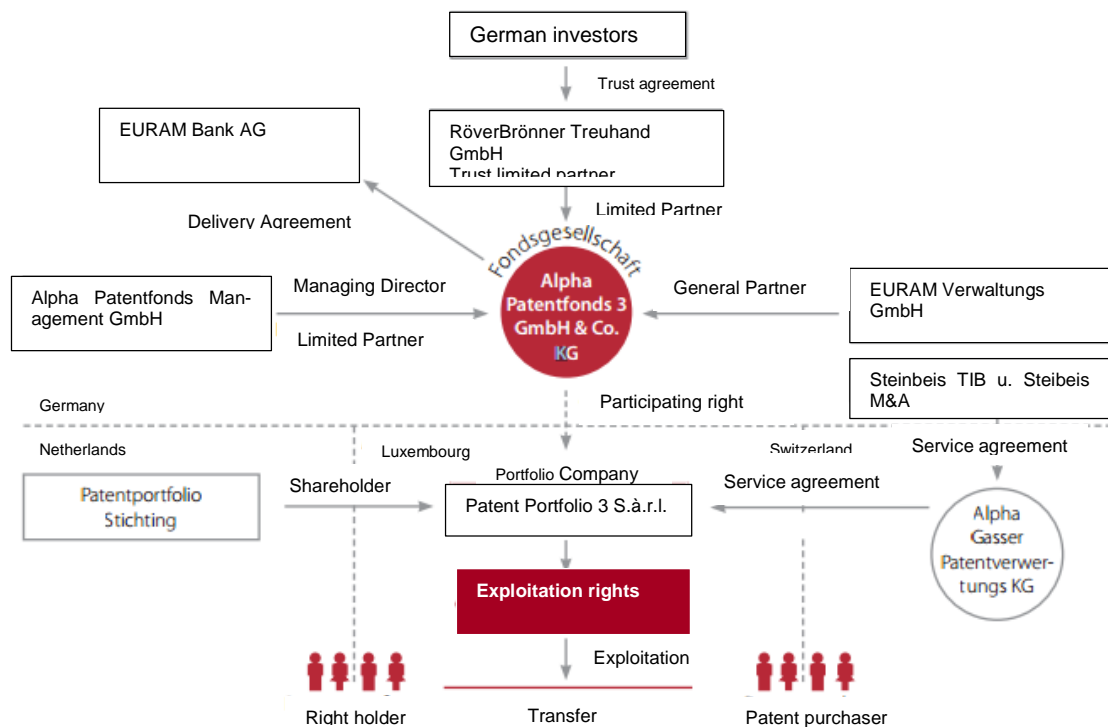 German investors
Trust agreement
EURAM Bank AG
RöverBrönner Treuhand
GmbH
Trust limited partner
Delivery Agreement
Limited Partner
Fondsgesellschaft
Alpha Patentfonds Man-
agement GmbH
Managing Director
Limited Partner
Alpha
Patentfonds 3
GmbH & Co.
KG
General Partner
EURAM Verwaltungs
GmbH
Steinbeis TIB u. Steibeis
M&A
Germany
Participating right
Netherlands
Luxembourg
Switzerland
Service agreement
Patentportfolio
Stichting
Shareholder
Portfolio Company
Patent Portfolio 3 S.à.r.l.
Service agreement
Alpha
Gasser
Patentverwer-
tungs KG
Exploitation rights
Exploitation
Right holder
Transfer
Patent purchaser